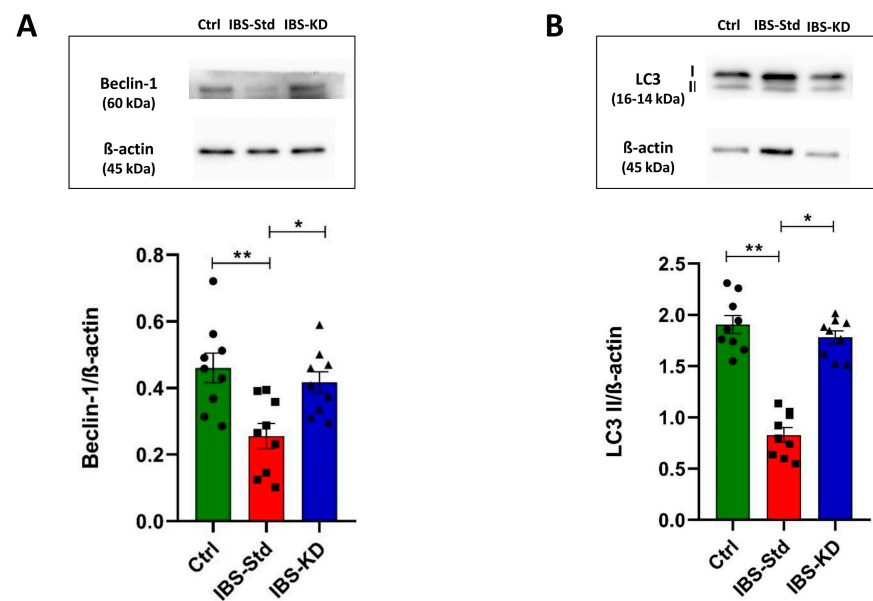 A
Ctrl IBS-Std IBS-KD
Beclin-1
(60 kDa)
ß-actin
(45 kDa)
*
**
0.8
0.6
0.4
0.2
0.0
Beclin-1/ß-actin
Ctrl
IBS-Std
IBS-KD
B
Ctrl IBS-Std IBS-KD
LC3
(16-14 kDa)
I
II
ß-actin
(45 kDa)
*
**
2.5
2.0
1.5
1.0
0.5
0.0
LC3 II/ß-actin
Ctrl
IBS-Std
IBS-KD